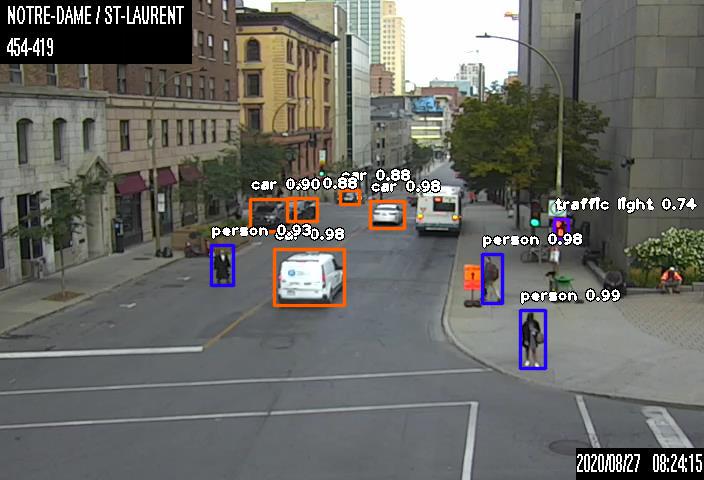 NOTRE-DAME / ST-LAURENT
454-419
car 0.88
car 0.90
0.88
car 0.98
traffic light 0.74
person 0.93
car 0.98
person 0.98
person 0.99
2020/08/27 08:24:15